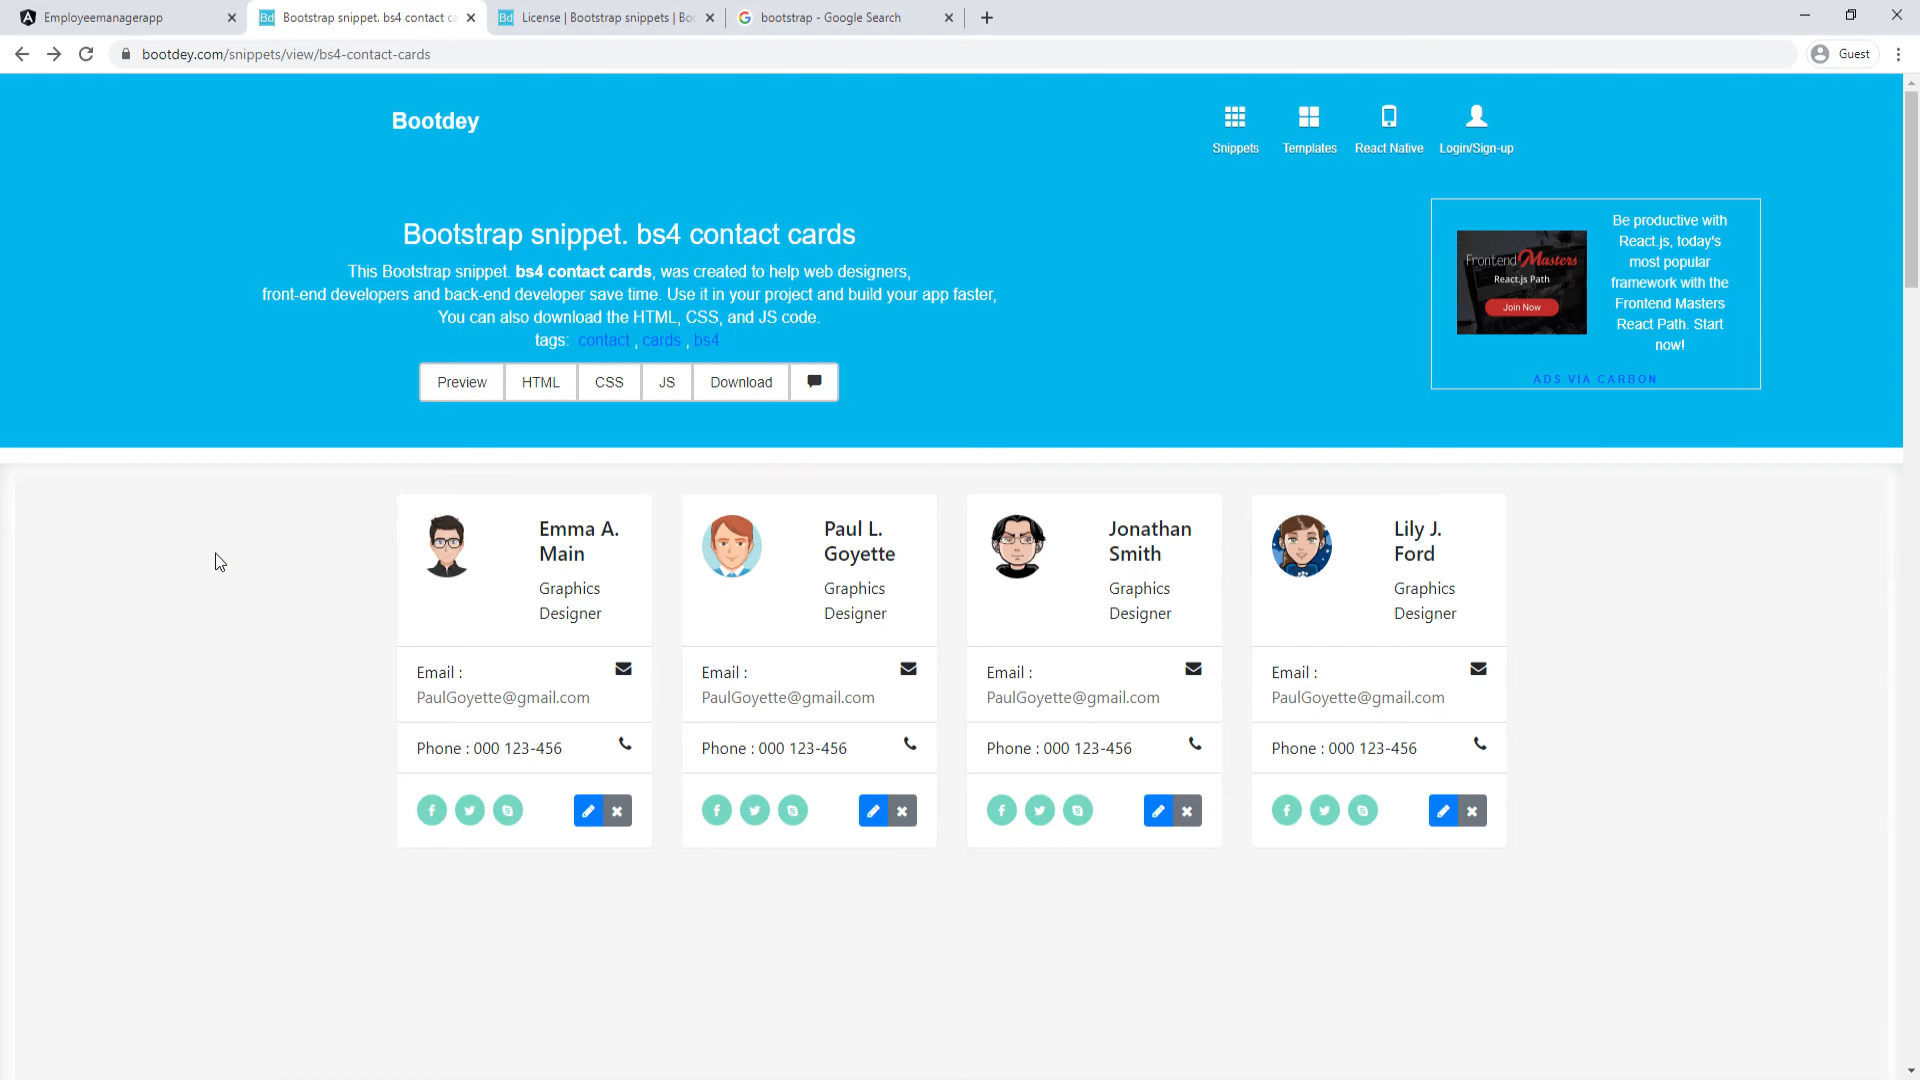 Employeemanagerapp
Bootstrap snippet. bs4 contact ca
License | Bootstrap snippets | Boo
bootstrap - Google Search
bootdey.com/snippets/view/bs4-contact-cards
Guest
Bootdey
Snippets
Templates
React Native
Login/Sign-up
Bootstrap snippet. bs4 contact cards
This Bootstrap snippet. bs4 contact cards, was created to help web designers,
front-end developers and back-end developer save time. Use it in your project and build your app faster,
You can also download the HTML, CSS, and JS code.
tags: contact , cards , bs4
Preview
HTML
CSS
JS
Download
Frontend Masters
React.js Path
Join Now
Be productive with
React.js, today's
most popular
framework with the
Frontend Masters
React Path. Start
now!
ADS VIA CARBON
Emma A.
Main
Graphics
Designer
Email :
PaulGoyette@gmail.com
Phone : 000 123-456
Paul L.
Goyette
Graphics
Designer
Email :
PaulGoyette@gmail.com
Phone : 000 123-456
Jonathan
Smith
Graphics
Designer
Email :
PaulGoyette@gmail.com
Phone : 000 123-456
Lily J.
Ford
Graphics
Designer
Email :
PaulGoyette@gmail.com
Phone : 000 123-456